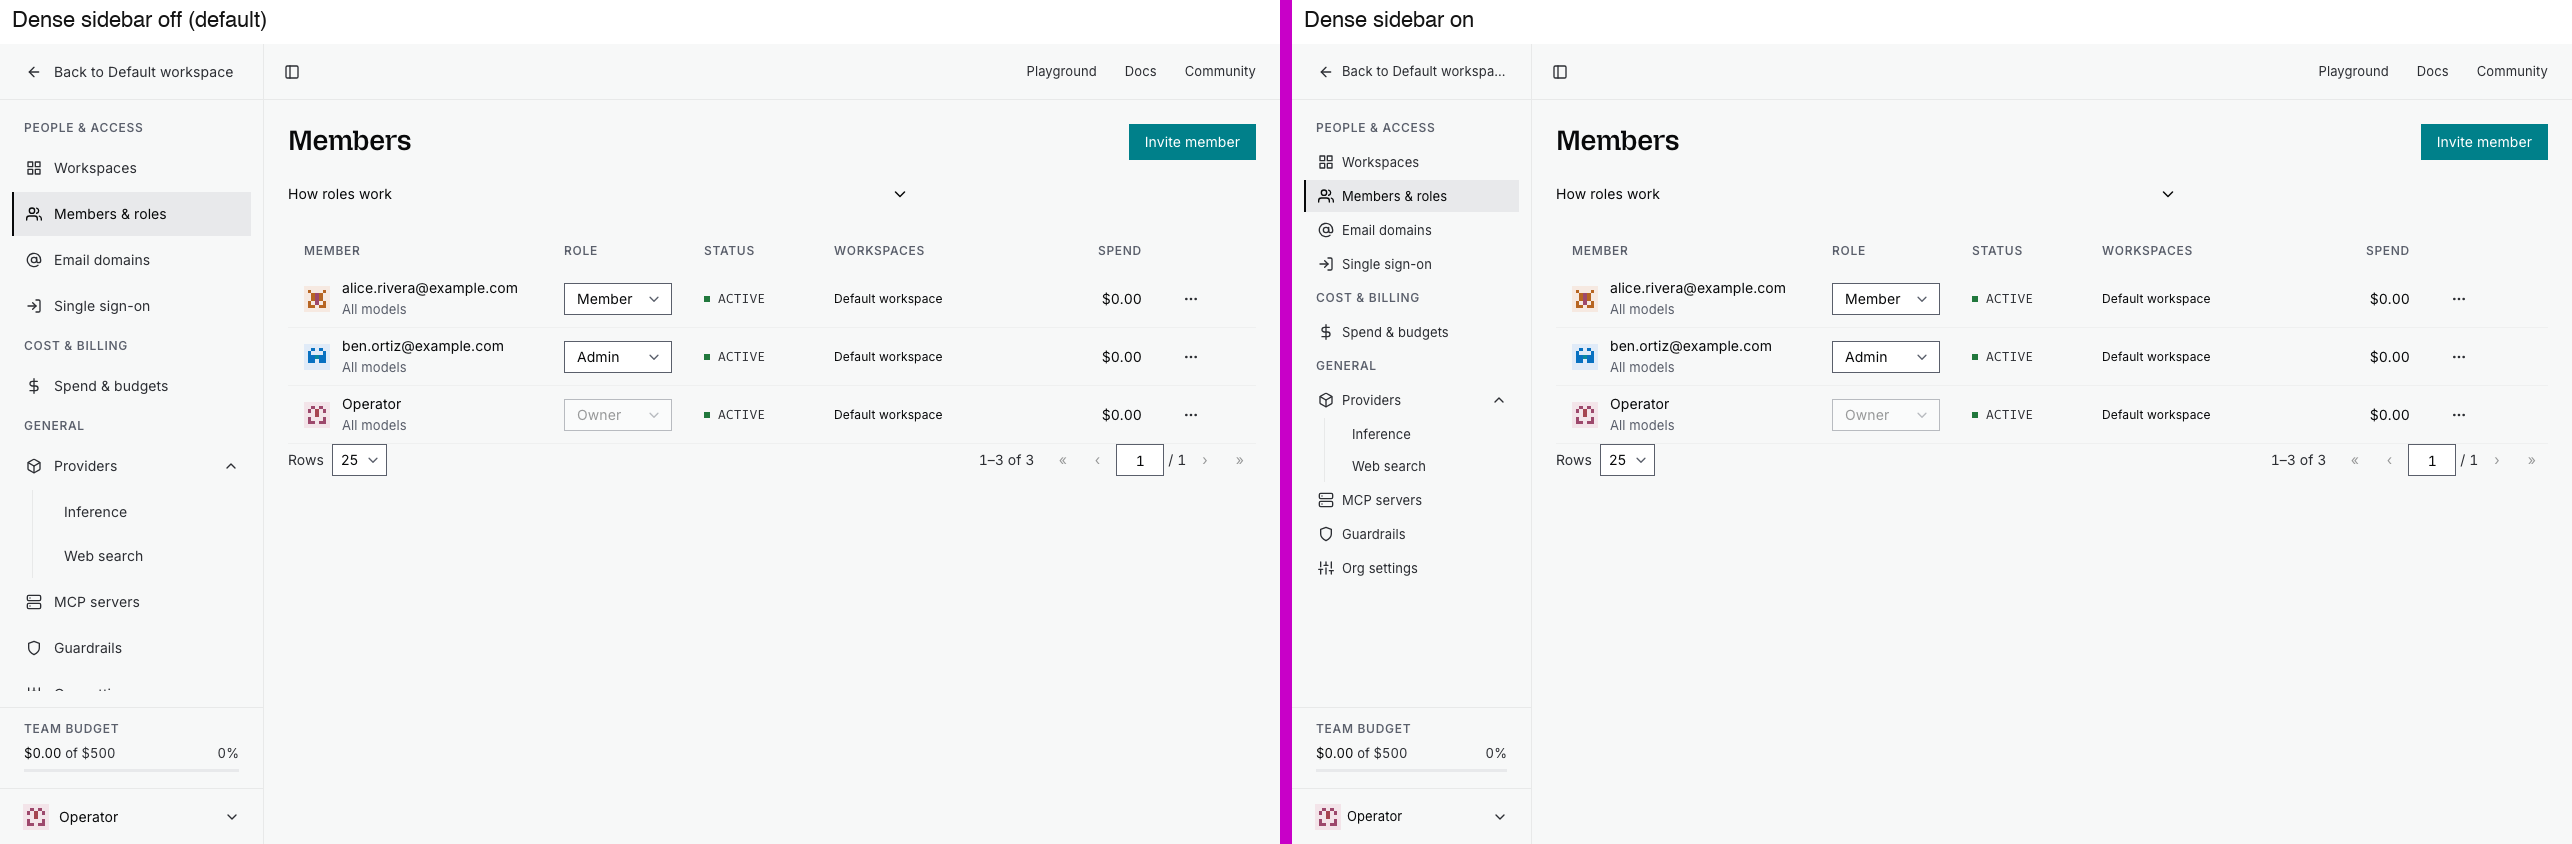 Dense sidebar off (default)
Back to Default workspace
Playground Docs Community
PEOPLE & ACCESS
Workspaces
Members & roles
Email domains
Single sign-on
COST & BILLING
Spend & budgets
GENERAL
Providers
Inference
Web search
MCP servers
Guardrails
TEAM BUDGET
$0.00 of $500 0%
Operator
Members
Invite member
How roles work
MEMBER ROLE STATUS WORKSPACES SPEND
alice.rivera@example.com Member ACTIVE Default workspace $0.00
All models
ben.ortiz@example.com Admin ACTIVE Default workspace $0.00
All models
Operator Owner ACTIVE Default workspace $0.00
All models
Rows 25 1–3 of 3 « ‹ 1 / 1 › »
Dense sidebar on
Back to Default workspa...
Playground Docs Community
PEOPLE & ACCESS
Workspaces
Members & roles
Email domains
Single sign-on
COST & BILLING
Spend & budgets
GENERAL
Providers
Inference
Web search
MCP servers
Guardrails
Org settings
TEAM BUDGET
$0.00 of $500 0%
Operator
Members
Invite member
How roles work
MEMBER ROLE STATUS WORKSPACES SPEND
alice.rivera@example.com Member ACTIVE Default workspace $0.00
All models
ben.ortiz@example.com Admin ACTIVE Default workspace $0.00
All models
Operator Owner ACTIVE Default workspace $0.00
All models
Rows 25 1–3 of 3 « ‹ 1 / 1 › »